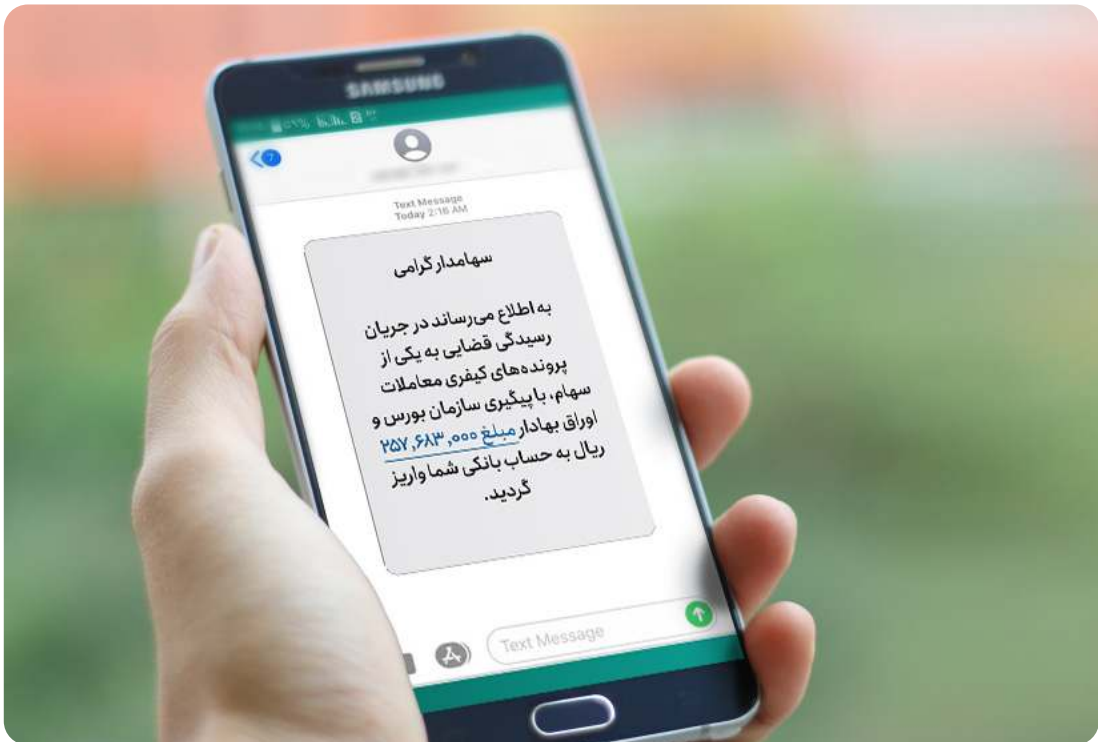 SAMSUNG
7
Text Message
Today 2:16 AM
سهامدار گرامی
به اطلاع می‌رساند در جریان
رسیدگی قضایی به یکی از
پرونده‌های کیفری معاملات
سهام، با پیگیری سازمان بورس و
اوراق بهادار مبلغ ۲۵۷,۶۸۳,۰۰۰
ریال به حساب بانکی شما واریز
گردید.
Text Message